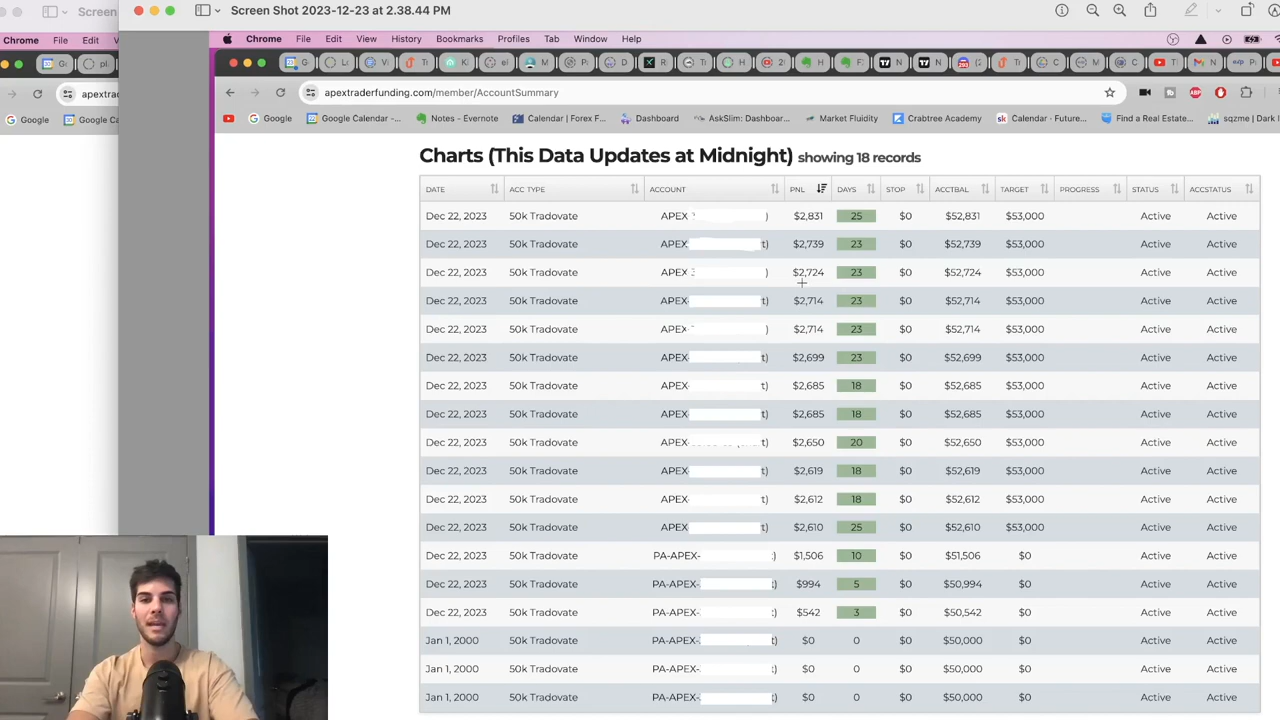 Screen Shot 2023-12-23 at 2.38.44 PM
Screen
Chrome File Edit
Chrome File Edit View History Bookmarks Profiles Tab Window Help
apextraderfunding.com/member/AccountSummary
apextra
Google Google Ca
Google Google Calendar -... Notes - Evernote Calendar | Forex F... Dashboard AskSlim: Dashboar... Market Fluidity Crabtree Academy Calendar - Future... Find a Real Estate... sqzme | Dark
Charts (This Data Updates at Midnight) showing 18 records
DATE ACC TYPE ACCOUNT PNL DAYS STOP ACCTBAL TARGET PROGRESS STATUS ACCSTATUS
Dec 22, 2023 50k Tradovate APEX ) $2,831 25 $0 $52,831 $53,000 Active Active
Dec 22, 2023 50k Tradovate APEX t) $2,739 23 $0 $52,739 $53,000 Active Active
Dec 22, 2023 50k Tradovate APEX ) $2,724 23 $0 $52,724 $53,000 Active Active
Dec 22, 2023 50k Tradovate APEX- t) $2,714 23 $0 $52,714 $53,000 Active Active
Dec 22, 2023 50k Tradovate APEX- ) $2,714 23 $0 $52,714 $53,000 Active Active
Dec 22, 2023 50k Tradovate APEX- t) $2,699 23 $0 $52,699 $53,000 Active Active
Dec 22, 2023 50k Tradovate APEX- t) $2,685 18 $0 $52,685 $53,000 Active Active
Dec 22, 2023 50k Tradovate APEX t) $2,685 18 $0 $52,685 $53,000 Active Active
Dec 22, 2023 50k Tradovate APEX- t) $2,650 20 $0 $52,650 $53,000 Active Active
Dec 22, 2023 50k Tradovate APEX- t) $2,619 18 $0 $52,619 $53,000 Active Active
Dec 22, 2023 50k Tradovate APEX- t) $2,612 18 $0 $52,612 $53,000 Active Active
Dec 22, 2023 50k Tradovate APEX t) $2,610 25 $0 $52,610 $53,000 Active Active
Dec 22, 2023 50k Tradovate PA-APEX- ) $1,506 10 $0 $51,506 $0 Active Active
Dec 22, 2023 50k Tradovate PA-APEX- ) $994 5 $0 $50,994 $0 Active Active
Dec 22, 2023 50k Tradovate PA-APEX- ) $542 3 $0 $50,542 $0 Active Active
Jan 1, 2000 50k Tradovate PA-APEX- t) $0 0 $0 $50,000 $0 Active Active
Jan 1, 2000 50k Tradovate PA-APEX- t) $0 0 $0 $50,000 $0 Active Active
Jan 1, 2000 50k Tradovate PA-APEX- t) $0 0 $0 $50,000 $0 Active Active